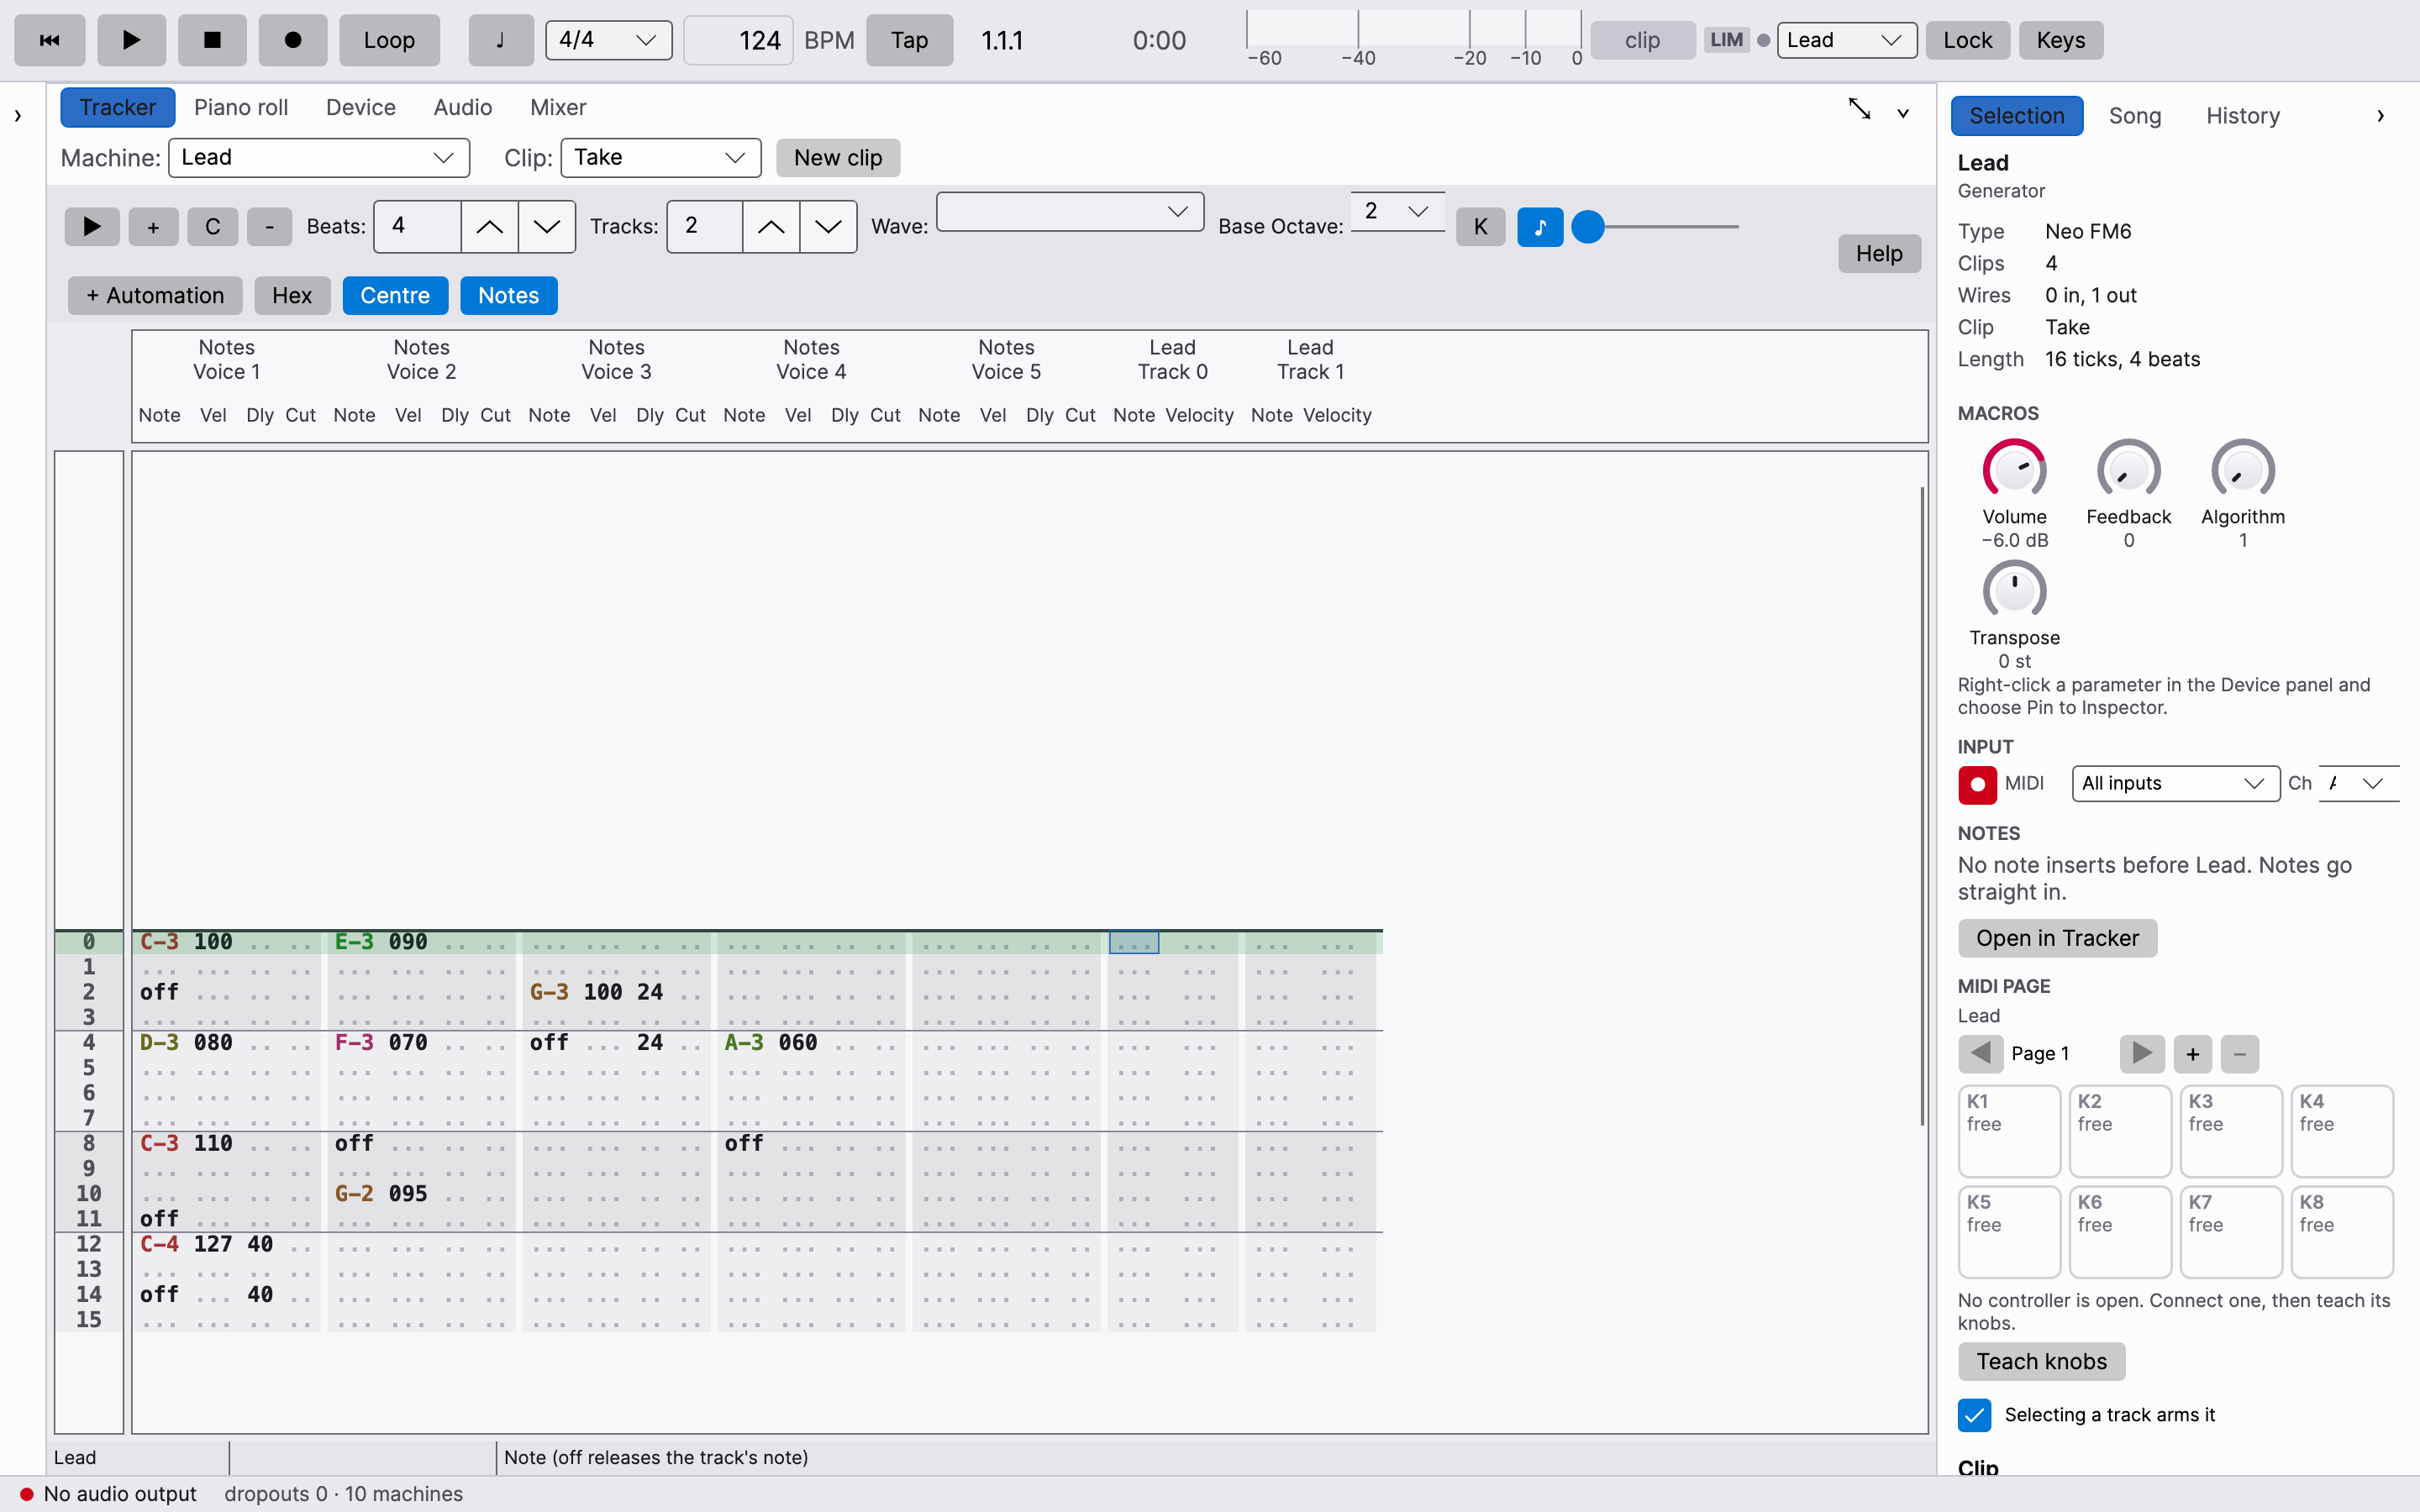 Loop 4/4 124 BPM Tap 1.1.1 0:00 −60 −40 −20 −10 0 clip LIM Lead Lock Keys
Tracker Piano roll Device Audio Mixer
Machine: Lead Clip: Take New clip
+ C - Beats: 4 Tracks: 2 Wave: Base Octave: 2 K
Help
+ Automation Hex Centre Notes
Notes Notes Notes Notes Notes Lead Lead
Voice 1 Voice 2 Voice 3 Voice 4 Voice 5 Track 0 Track 1
Note Vel Dly Cut Note Vel Dly Cut Note Vel Dly Cut Note Vel Dly Cut Note Vel Dly Cut Note Velocity Note Velocity
0 C-3 100 E-3 090
1
2 off G-3 100 24
3
4 D-3 080 F-3 070 off 24 A-3 060
5
6
7
8 C-3 110 off off
9
10 G-2 095
11 off
12 C-4 127 40
13
14 off 40
15
Lead Note (off releases the track's note)
No audio output dropouts 0 · 10 machines
Selection Song History
Lead
Generator
Type Neo FM6
Clips 4
Wires 0 in, 1 out
Clip Take
Length 16 ticks, 4 beats
MACROS
Volume Feedback Algorithm
−6.0 dB 0 1
Transpose
0 st
Right-click a parameter in the Device panel and
choose Pin to Inspector.
INPUT
MIDI All inputs Ch
NOTES
No note inserts before Lead. Notes go
straight in.
Open in Tracker
MIDI PAGE
Lead
Page 1 + −
K1 K2 K3 K4
free free free free
K5 K6 K7 K8
free free free free
No controller is open. Connect one, then teach its
knobs.
Teach knobs
Selecting a track arms it
Clip